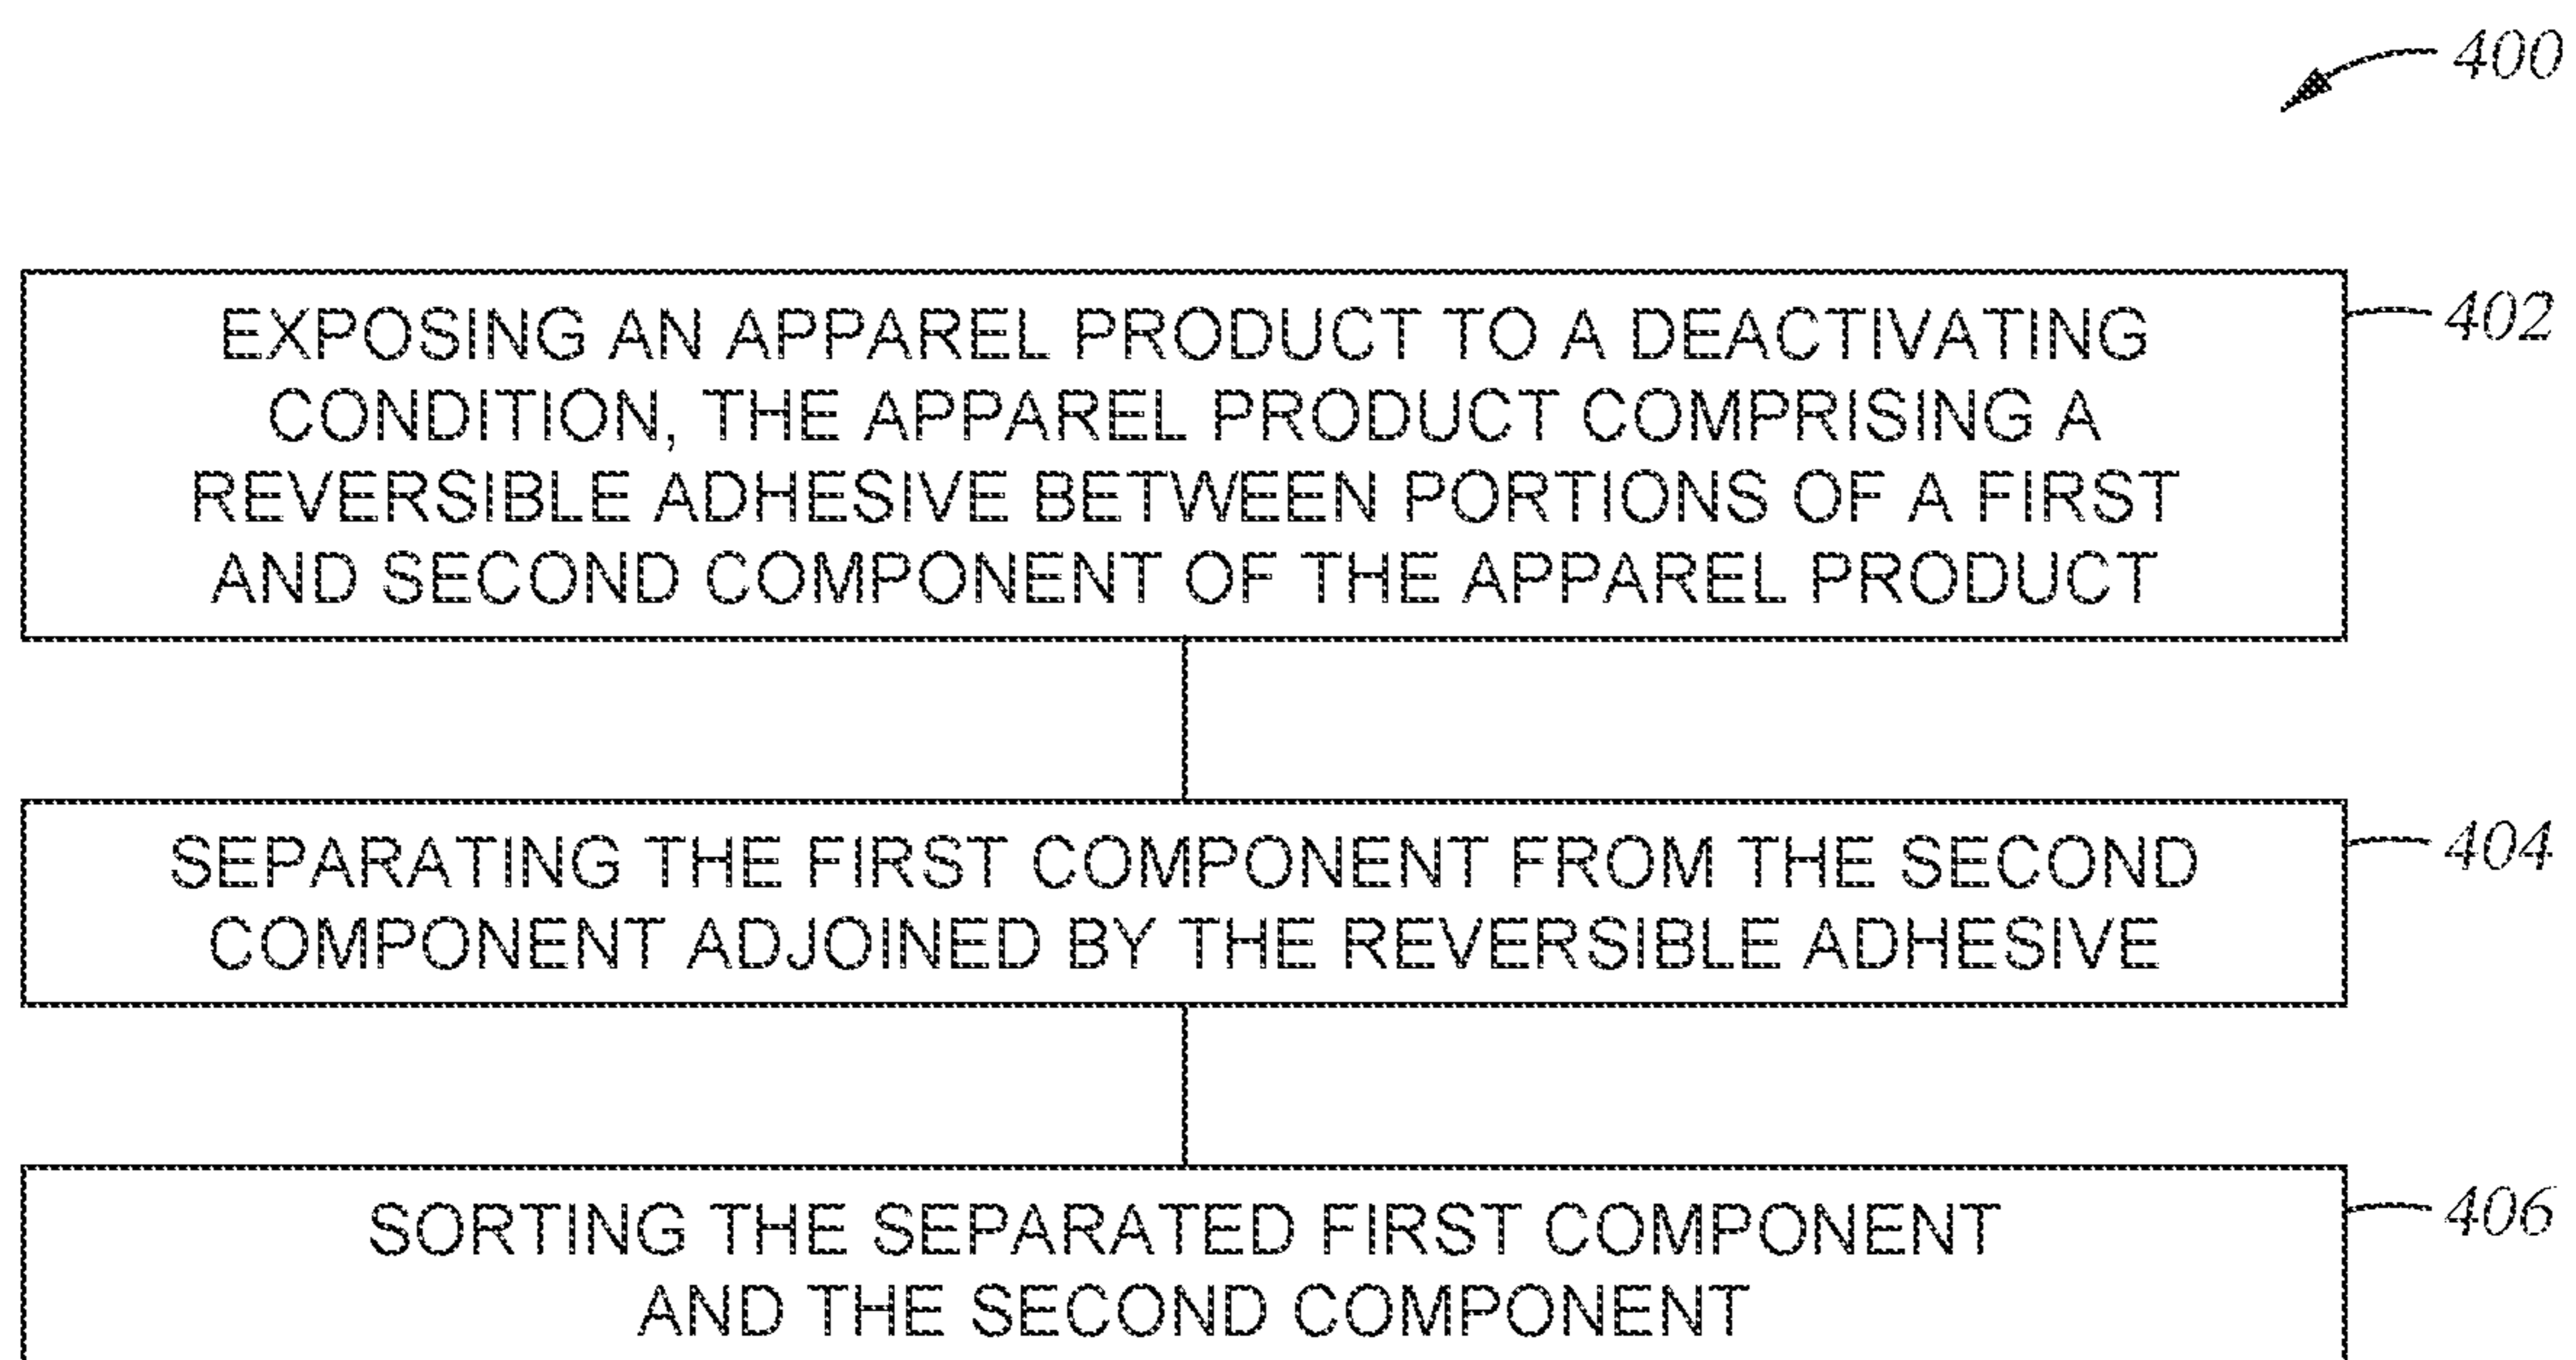 400
EXPOSING AN APPAREL PRODUCT TO A DEACTIVATING
CONDITION, THE APPAREL PRODUCT COMPRISING A
REVERSIBLE ADHESIVE BETWEEN PORTIONS OF A FIRST
AND SECOND COMPONENT OF THE APPAREL PRODUCT
402
SEPARATING THE FIRST COMPONENT FROM THE SECOND
COMPONENT ADJOINED BY THE REVERSIBLE ADHESIVE
404
SORTING THE SEPARATED FIRST COMPONENT
AND THE SECOND COMPONENT
406